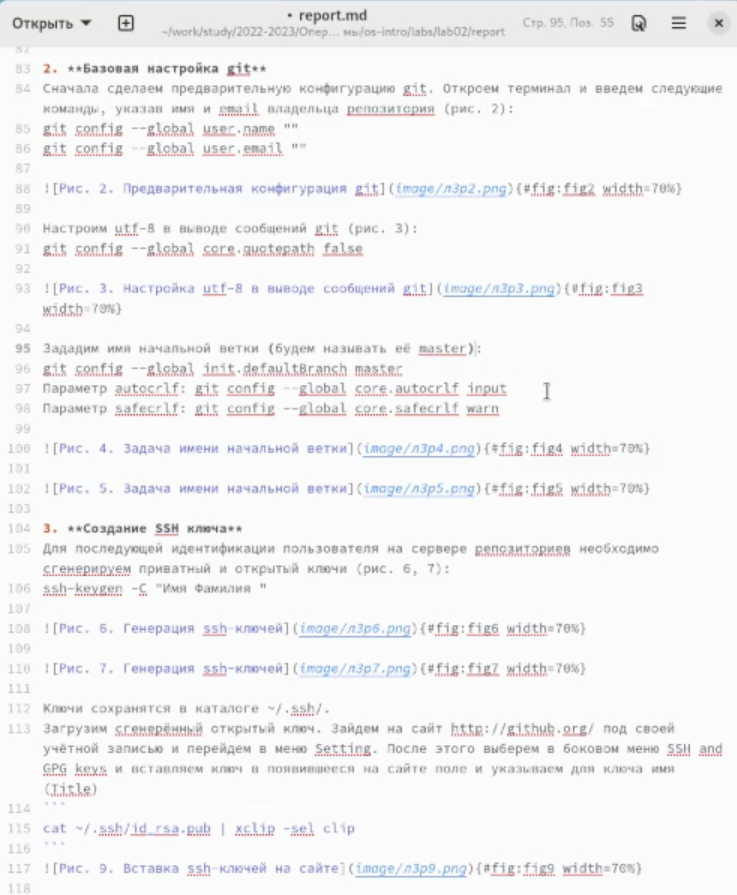 Открыть
• report.md
~/work/study/2022-2023/Опер... мы/os-intro/labs/lab02/report
Стр. 95, Поз. 55
82
83 2. **Базовая настройка git**
84 Сначала сделаем предварительную конфигурацию git. Откроем терминал и введем следующие
команды, указав имя и email владельца репозитория (рис. 2):
85 git config --global user.name ""
86 git config --global user.email ""
87
88 ![Рис. 2. Предварительная конфигурация git](image/л3р2.png){#fig:fig2 width=70%}
89
90 Настроим utf-8 в выводе сообщений git (рис. 3):
91 git config --global core.quotepath false
92
93 ![Рис. 3. Настройка utf-8 в выводе сообщений git](image/л3р3.png){#fig:fig3
width=70%}
94
95 Зададим имя начальной ветки (будем называть её master):
96 git config --global init.defaultBranch master
97 Параметр autocrlf: git config --global core.autocrlf input
98 Параметр safecrlf: git config --global core.safecrlf warn
99
100 ![Рис. 4. Задача имени начальной ветки](image/л3р4.png){#fig:fig4 width=70%}
101
102 ![Рис. 5. Задача имени начальной ветки](image/л3р5.png){#fig:fig5 width=70%}
103
104 3. **Создание SSH ключа**
105 Для последующей идентификации пользователя на сервере репозиториев необходимо
сгенерируем приватный и открытый ключи (рис. 6, 7):
106 ssh-keygen -C "Имя Фамилия "
107
108 ![Рис. 6. Генерация ssh-ключей](image/л3р6.png){#fig:fig6 width=70%}
109
110 ![Рис. 7. Генерация ssh-ключей](image/л3р7.png){#fig:fig7 width=70%}
111
112 Ключи сохранятся в каталоге ~/.ssh/.
113 Загрузим сгенерённый открытый ключ. Зайдем на сайт http://github.org/ под своей
учётной записью и перейдем в меню Setting. После этого выберем в боковом меню SSH and
GPG keys и вставляем ключ в появившееся на сайте поле и указываем для ключа имя
(Title)
114 ```
115 cat ~/.ssh/id_rsa.pub | xclip -sel clip
116 ```
117 ![Рис. 9. Вставка ssh-ключей на сайте](image/л3р9.png){#fig:fig9 width=70%}
118